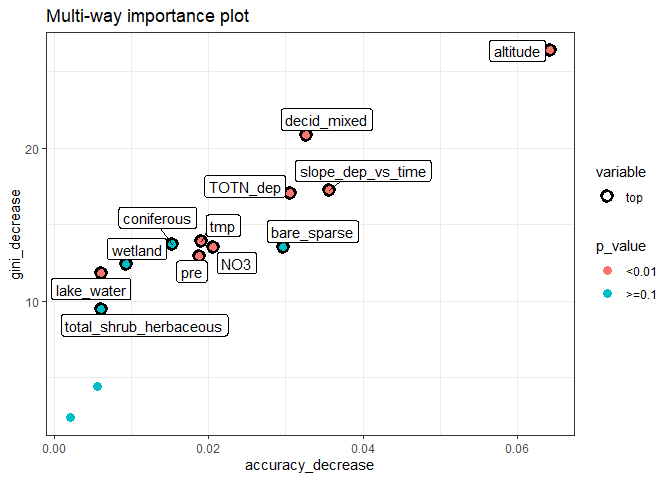 Multi-way importance plot
altitude
decid_mixed
slope_dep_vs_time
TOTN_dep
coniferous
tmp
bare_sparse
wetland
NO3
pre
lake_water
total_shrub_herbaceous
20
10
gini_decrease
0.00
0.02
0.04
0.06
accuracy_decrease
variable
top
p_value
<0.01
>=0.1